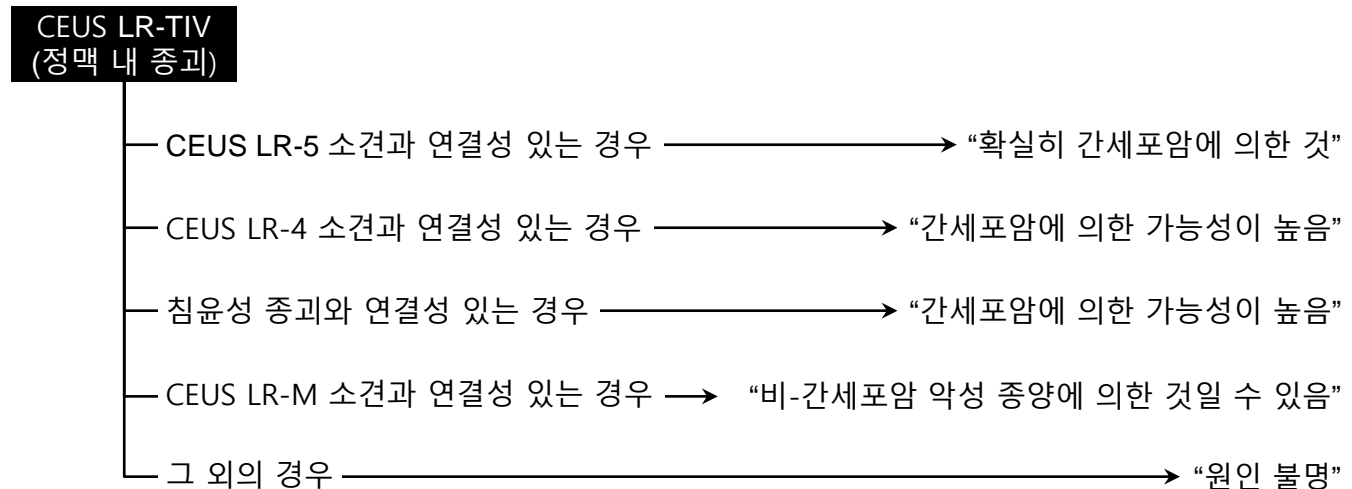 CEUS LR-TIV
(정맥 내 종괴)
CEUS LR-5 소견과 연결성 있는 경우 “확실히 간세포암에 의한 것”
CEUS LR-4 소견과 연결성 있는 경우 “간세포암에 의한 가능성이 높음”
침윤성 종괴와 연결성 있는 경우 “간세포암에 의한 가능성이 높음”
CEUS LR-M 소견과 연결성 있는 경우 “비-간세포암 악성 종양에 의한 것일 수 있음”
그 외의 경우 “원인 불명”